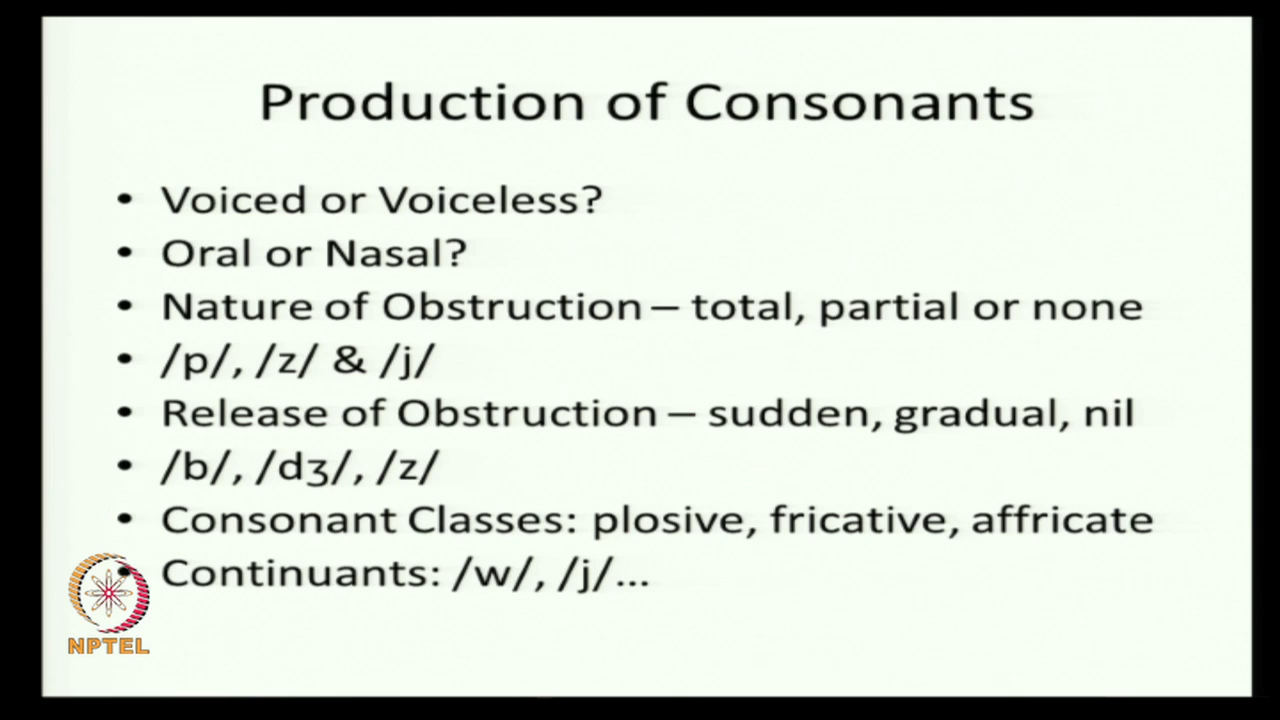 Production of Consonants
• Voiced or Voiceless?
• Oral or Nasal?
• Nature of Obstruction – total, partial or none
• /p/, /z/ & /j/
• Release of Obstruction – sudden, gradual, nil
• /b/, /dʒ/, /z/
• Consonant Classes: plosive, fricative, affricate
• Continuants: /w/, /j/...
NPTEL